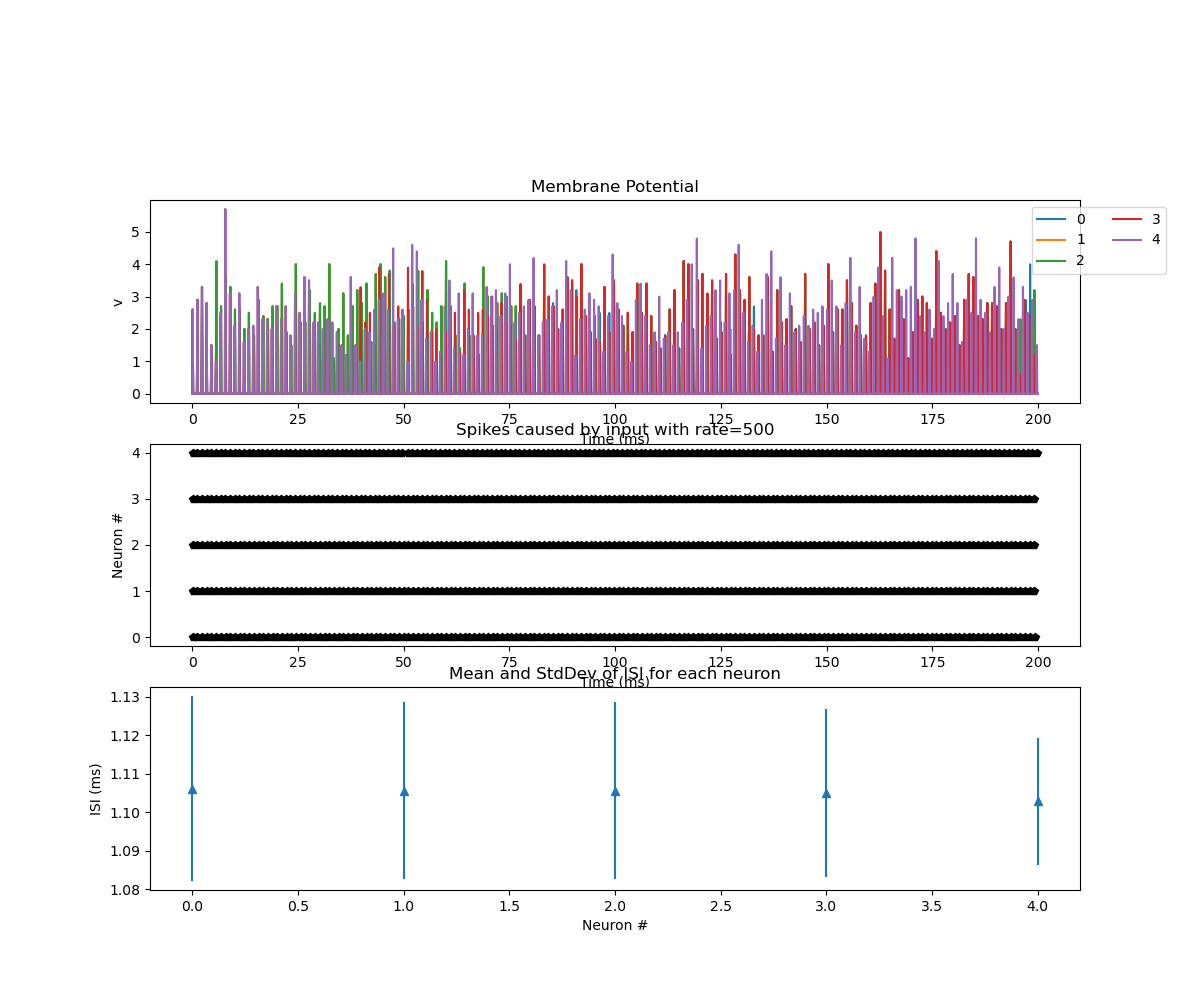 Membrane Potential
v
5
4
3
2
1
0
0 25 50 75 100 125 150 175 200
Time (ms)
0 3
1 4
2
Spikes caused by input with rate=500
Neuron #
4
3
2
1
0
0 25 50 75 100 125 150 175 200
Time (ms)
Mean and StdDev of ISI for each neuron
ISI (ms)
1.13
1.12
1.11
1.10
1.09
1.08
0.0 0.5 1.0 1.5 2.0 2.5 3.0 3.5 4.0
Neuron #